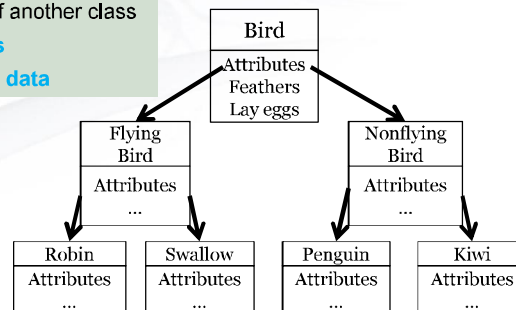 of another class
s
data
Bird
Attributes
Feathers
Lay eggs
Flying
Bird
Attributes
...
Nonflying
Bird
Attributes
...
Robin
Attributes
...
Swallow
Attributes
...
Penguin
Attributes
...
Kiwi
Attributes
...